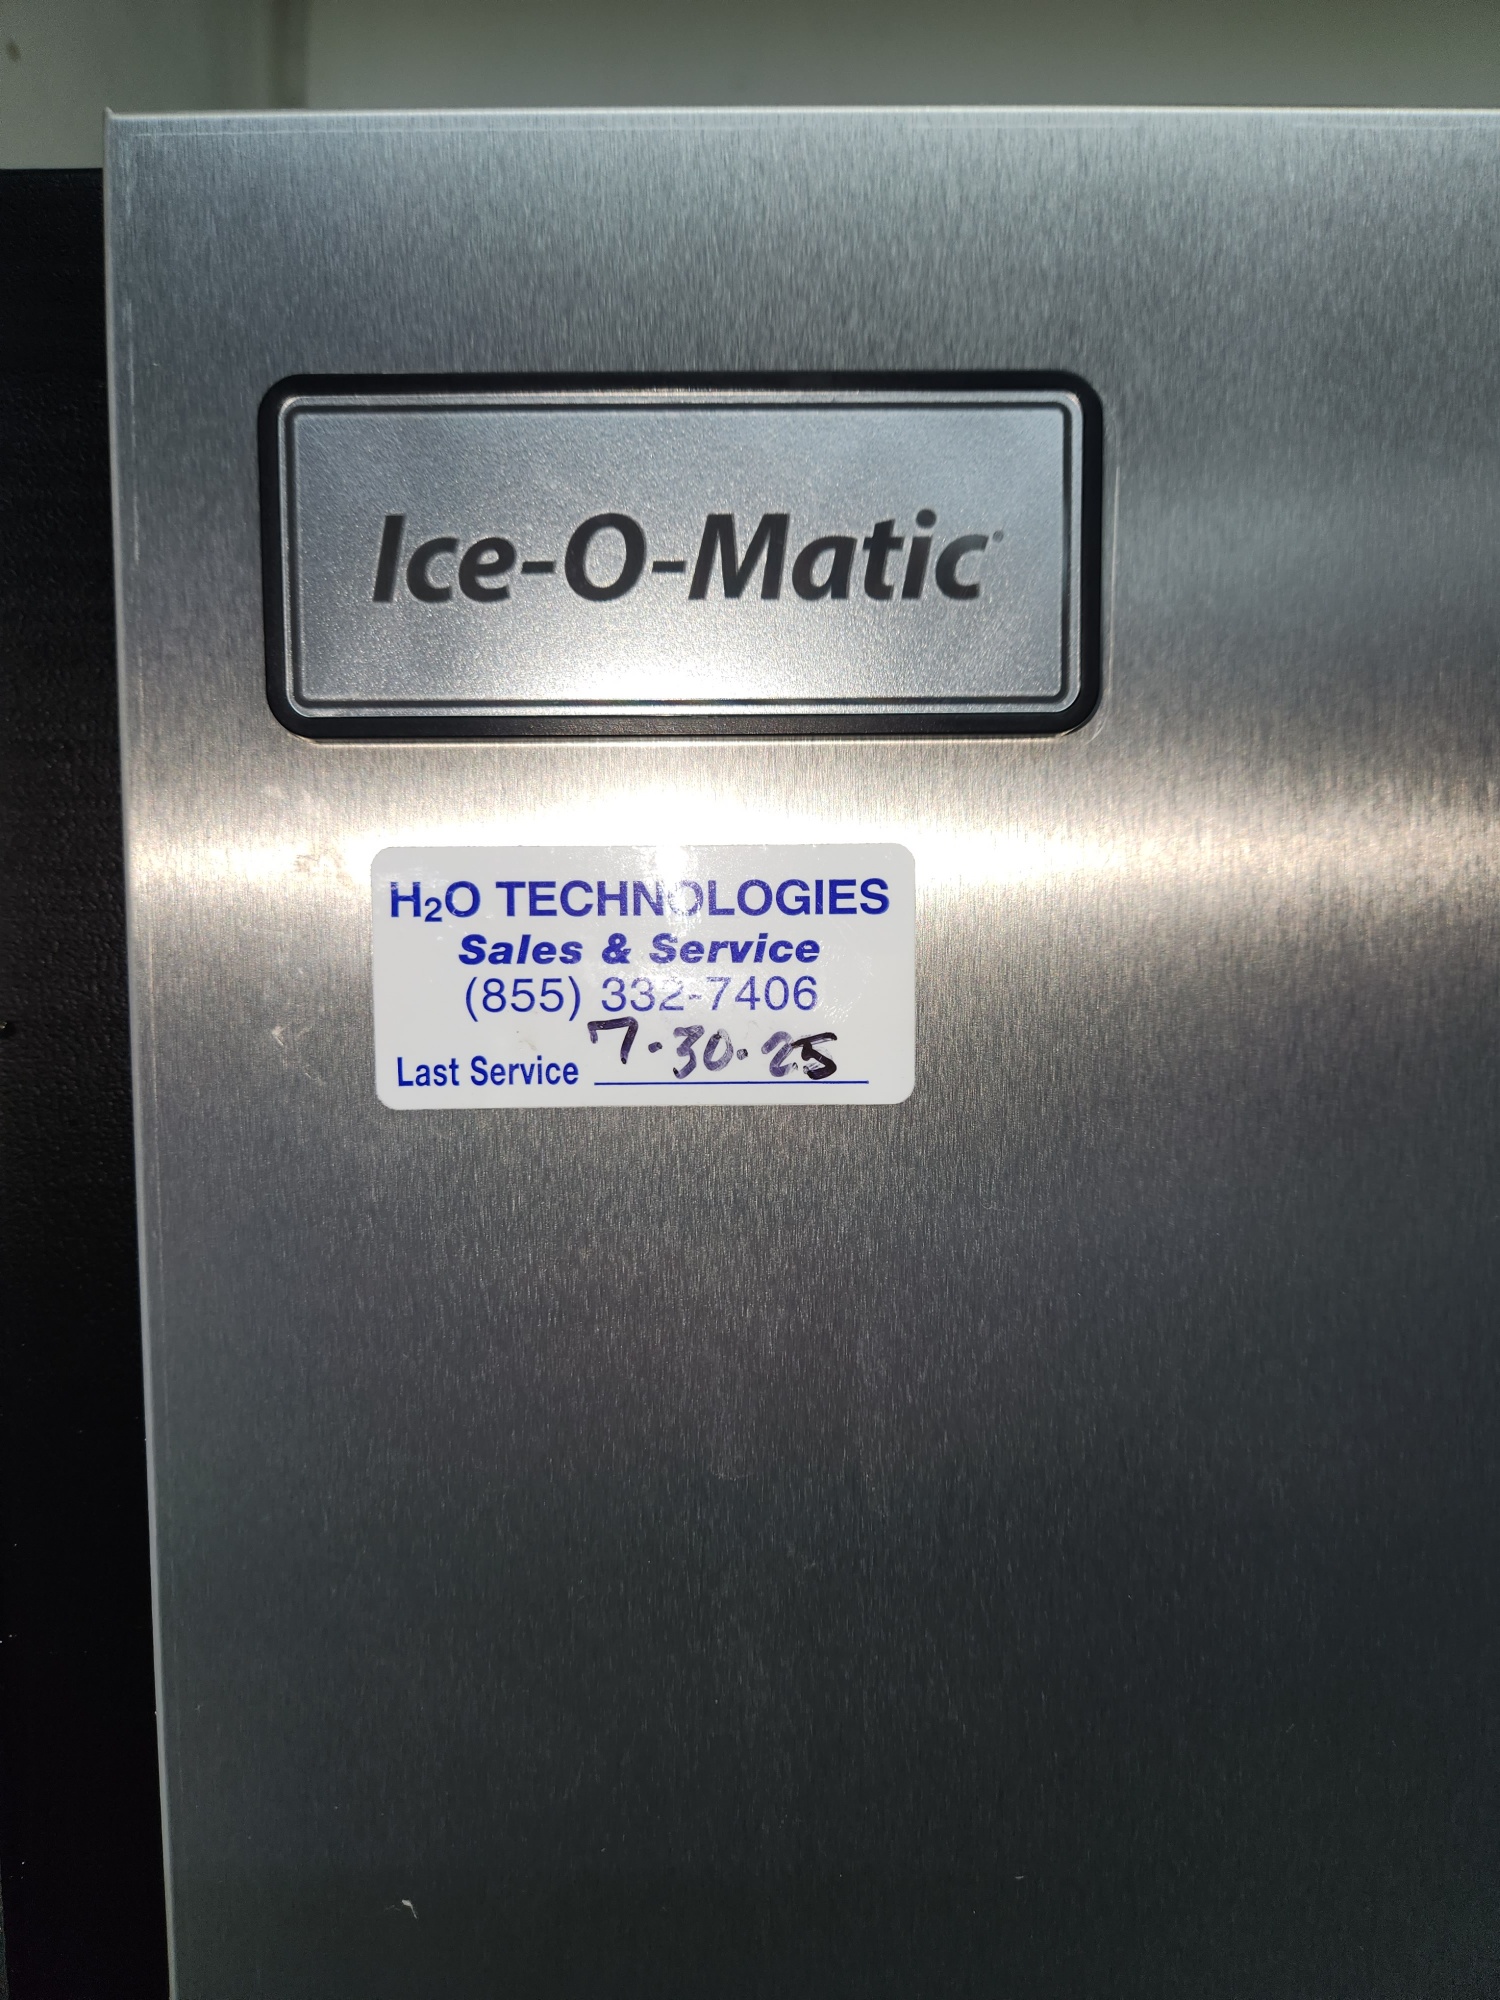 Ice-O-Matic
H₂O TECHNOLOGIES
Sales & Service
(855) 332-7406
Last Service 7-30-25